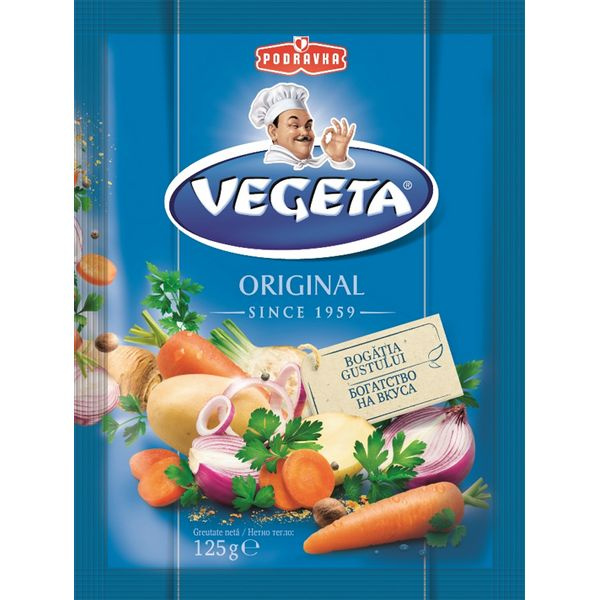 PODRAVKA
VEGETA®
ORIGINAL
SINCE 1959
BOGĂȚIA
GUSTULUI
БОГАТСТВО
НА ВКУСА
Greutate netă / Нетно тегло:
125g℮